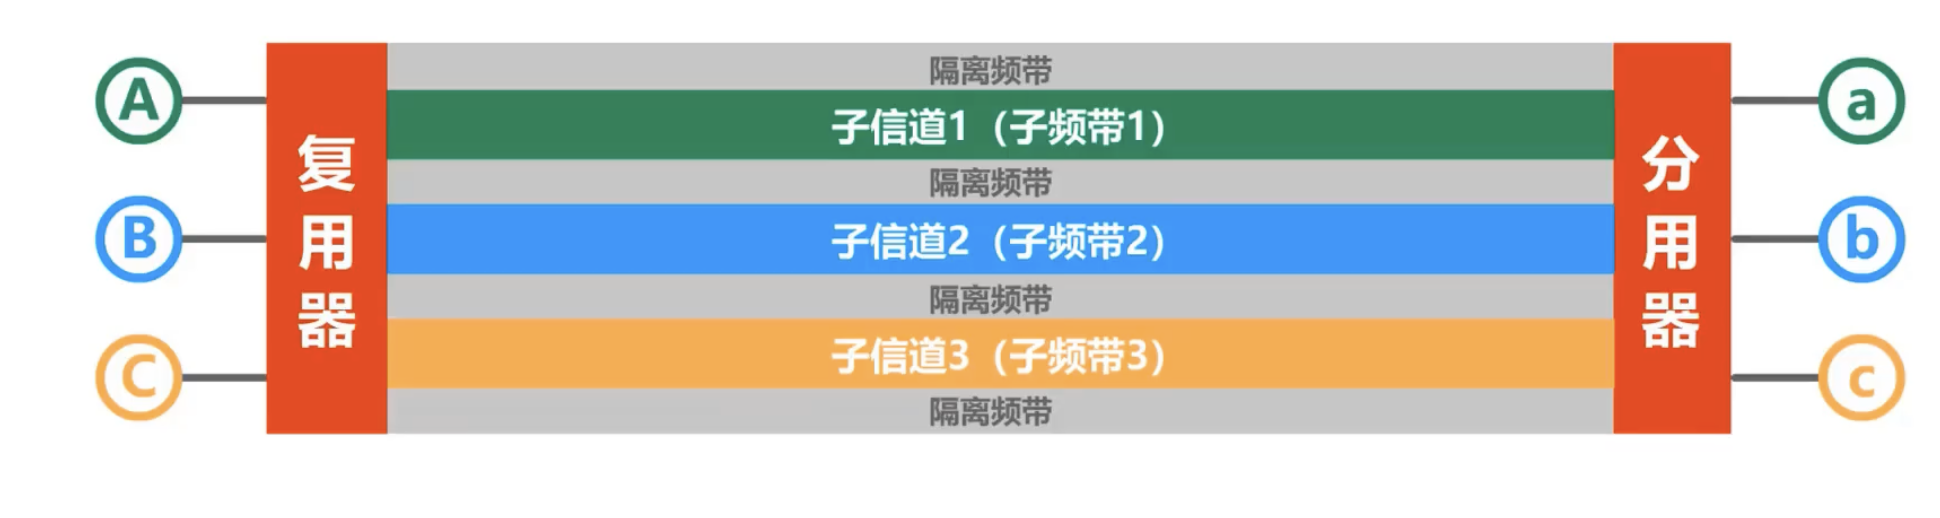 A
B
C
复用器
隔离频带
子信道1（子频带1）
隔离频带
子信道2（子频带2）
隔离频带
子信道3（子频带3）
隔离频带
分用器
a
b
c